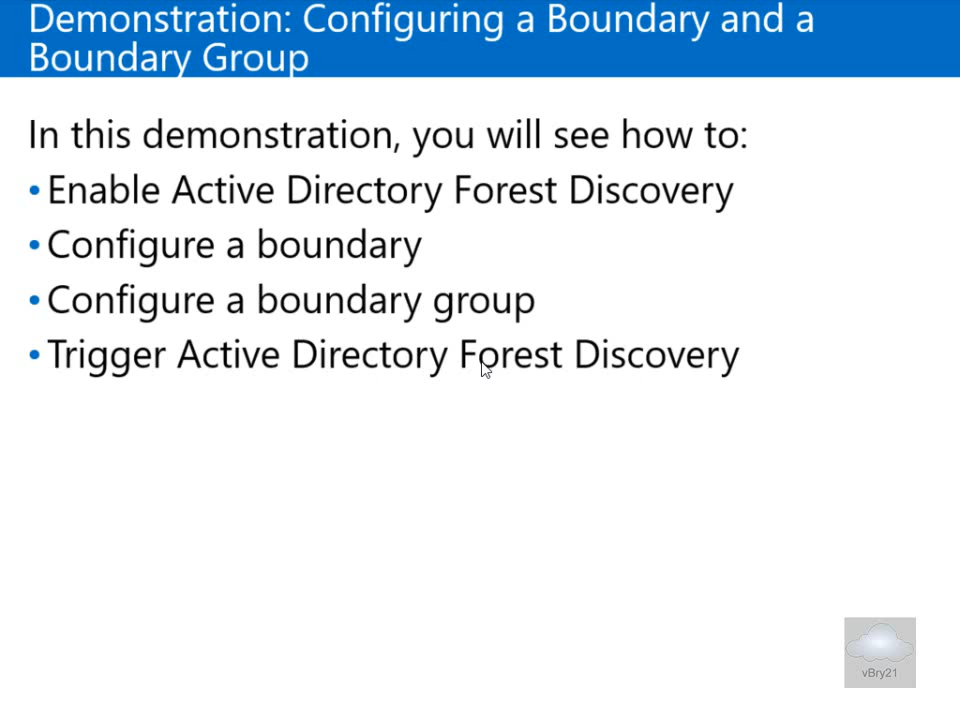 Demonstration: Configuring a Boundary and a
Boundary Group
In this demonstration, you will see how to:
• Enable Active Directory Forest Discovery
• Configure a boundary
• Configure a boundary group
• Trigger Active Directory Forest Discovery
vBry21